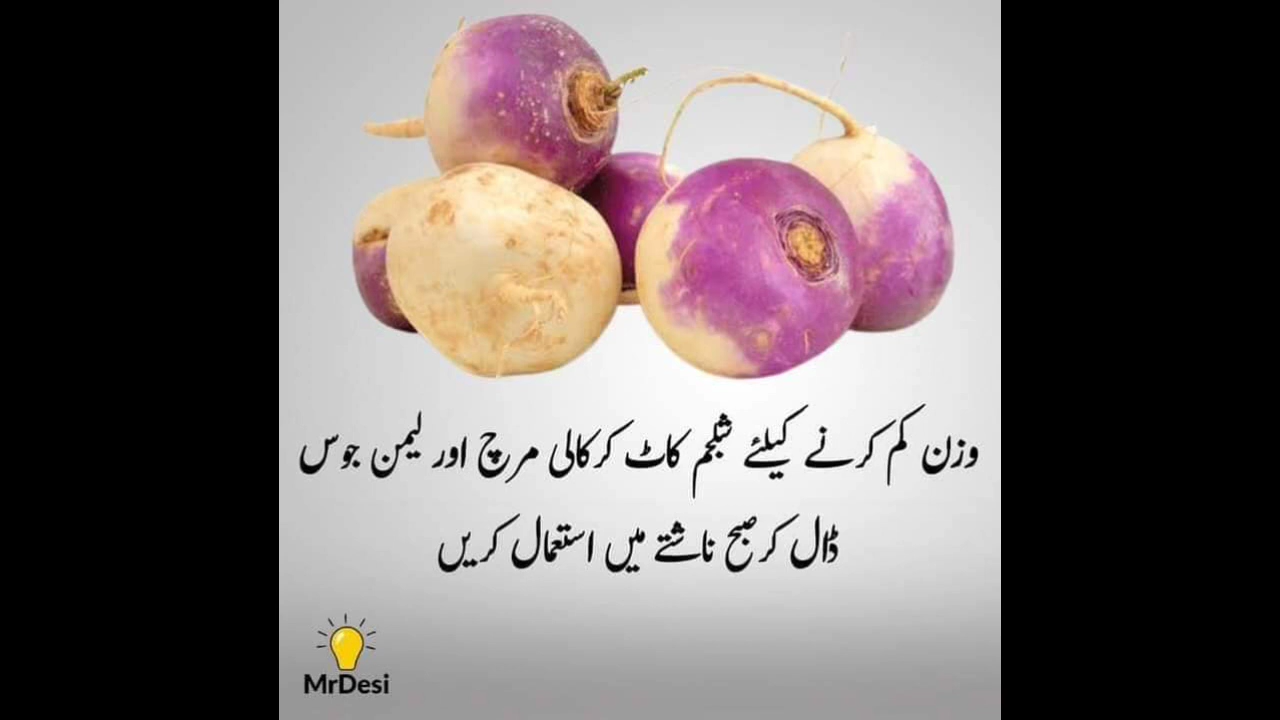 وزن کم کرنے کیلئے شلجم کاٹ کر کالی مرچ اور لیمن جوس
ڈال کر صبح ناشتے میں استعمال کریں
MrDesi